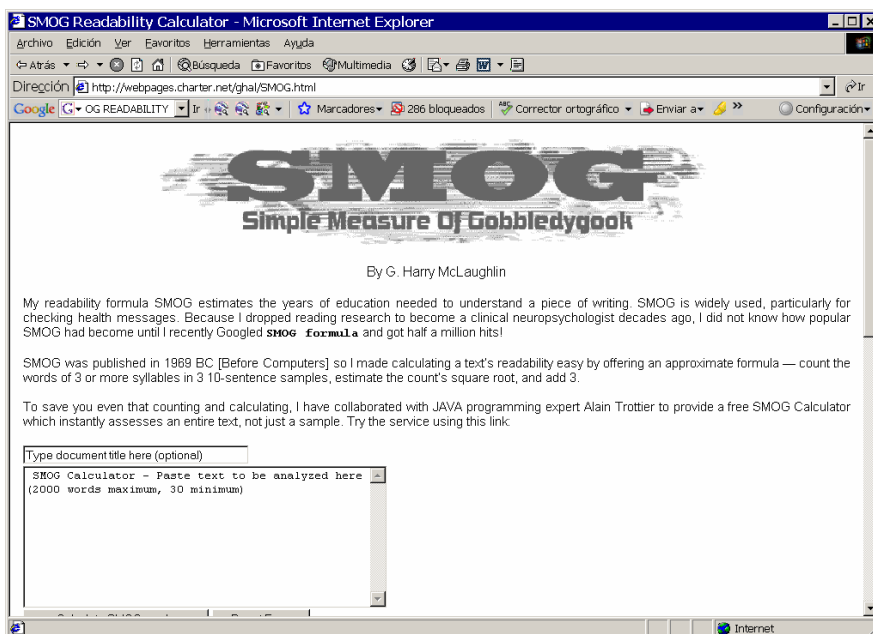 SMOG Readability Calculator - Microsoft Internet Explorer
Archivo Edición Ver Favoritos Herramientas Ayuda
Atrás Búsqueda Favoritos Multimedia
Dirección http://webpages.charter.net/ghal/SMOG.html Ir
Google G OG READABILITY Ir Marcadores 286 bloqueados ABC Corrector ortográfico Enviar a » Configuración
SMOG
Simple Measure Of Gobbledygook
By G. Harry McLaughlin
My readability formula SMOG estimates the years of education needed to understand a piece of writing. SMOG is widely used, particularly for
checking health messages. Because I dropped reading research to become a clinical neuropsychologist decades ago, I did not know how popular
SMOG had become until I recently Googled SMOG formula and got half a million hits!
SMOG was published in 1969 BC [Before Computers] so I made calculating a text's readability easy by offering an approximate formula — count the
words of 3 or more syllables in 3 10-sentence samples, estimate the count's square root, and add 3.
To save you even that counting and calculating, I have collaborated with JAVA programming expert Alain Trottier to provide a free SMOG Calculator
which instantly assesses an entire text, not just a sample. Try the service using this link:
Type document title here (optional)
SMOG Calculator - Paste text to be analyzed here
(2000 words maximum, 30 minimum)
Internet